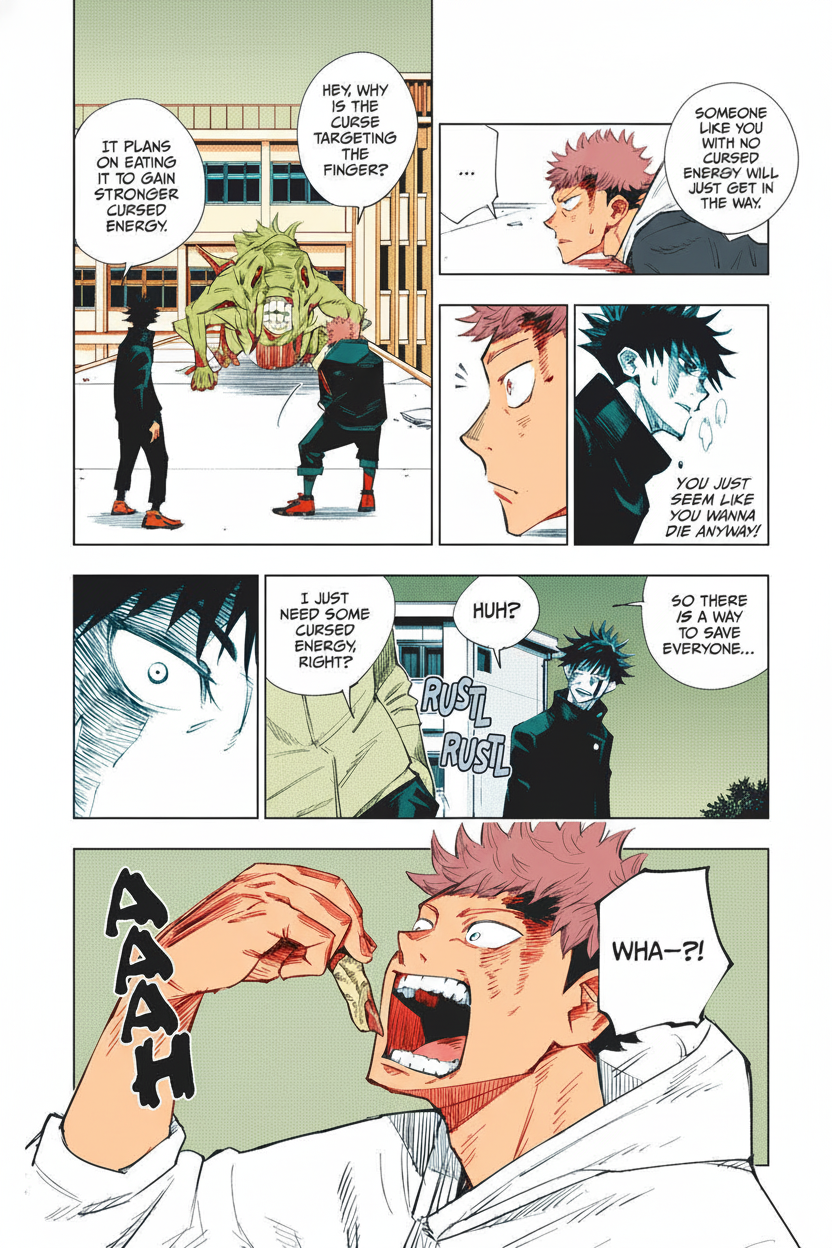 HEY, WHY
IS THE
CURSE
TARGETING
THE
FINGER?
IT PLANS
ON EATING
IT TO GAIN
STRONGER
CURSED
ENERGY.
SOMEONE
LIKE YOU
WITH NO
CURSED
ENERGY WILL
JUST GET IN
THE WAY.
...
YOU JUST
SEEM LIKE
YOU WANNA
DIE ANYWAY!
I JUST
NEED SOME
CURSED
ENERGY,
RIGHT?
HUH?
SO THERE
IS A WAY
TO SAVE
EVERYONE...
RUSTL
RUSTL
AAAH
WHA—?!